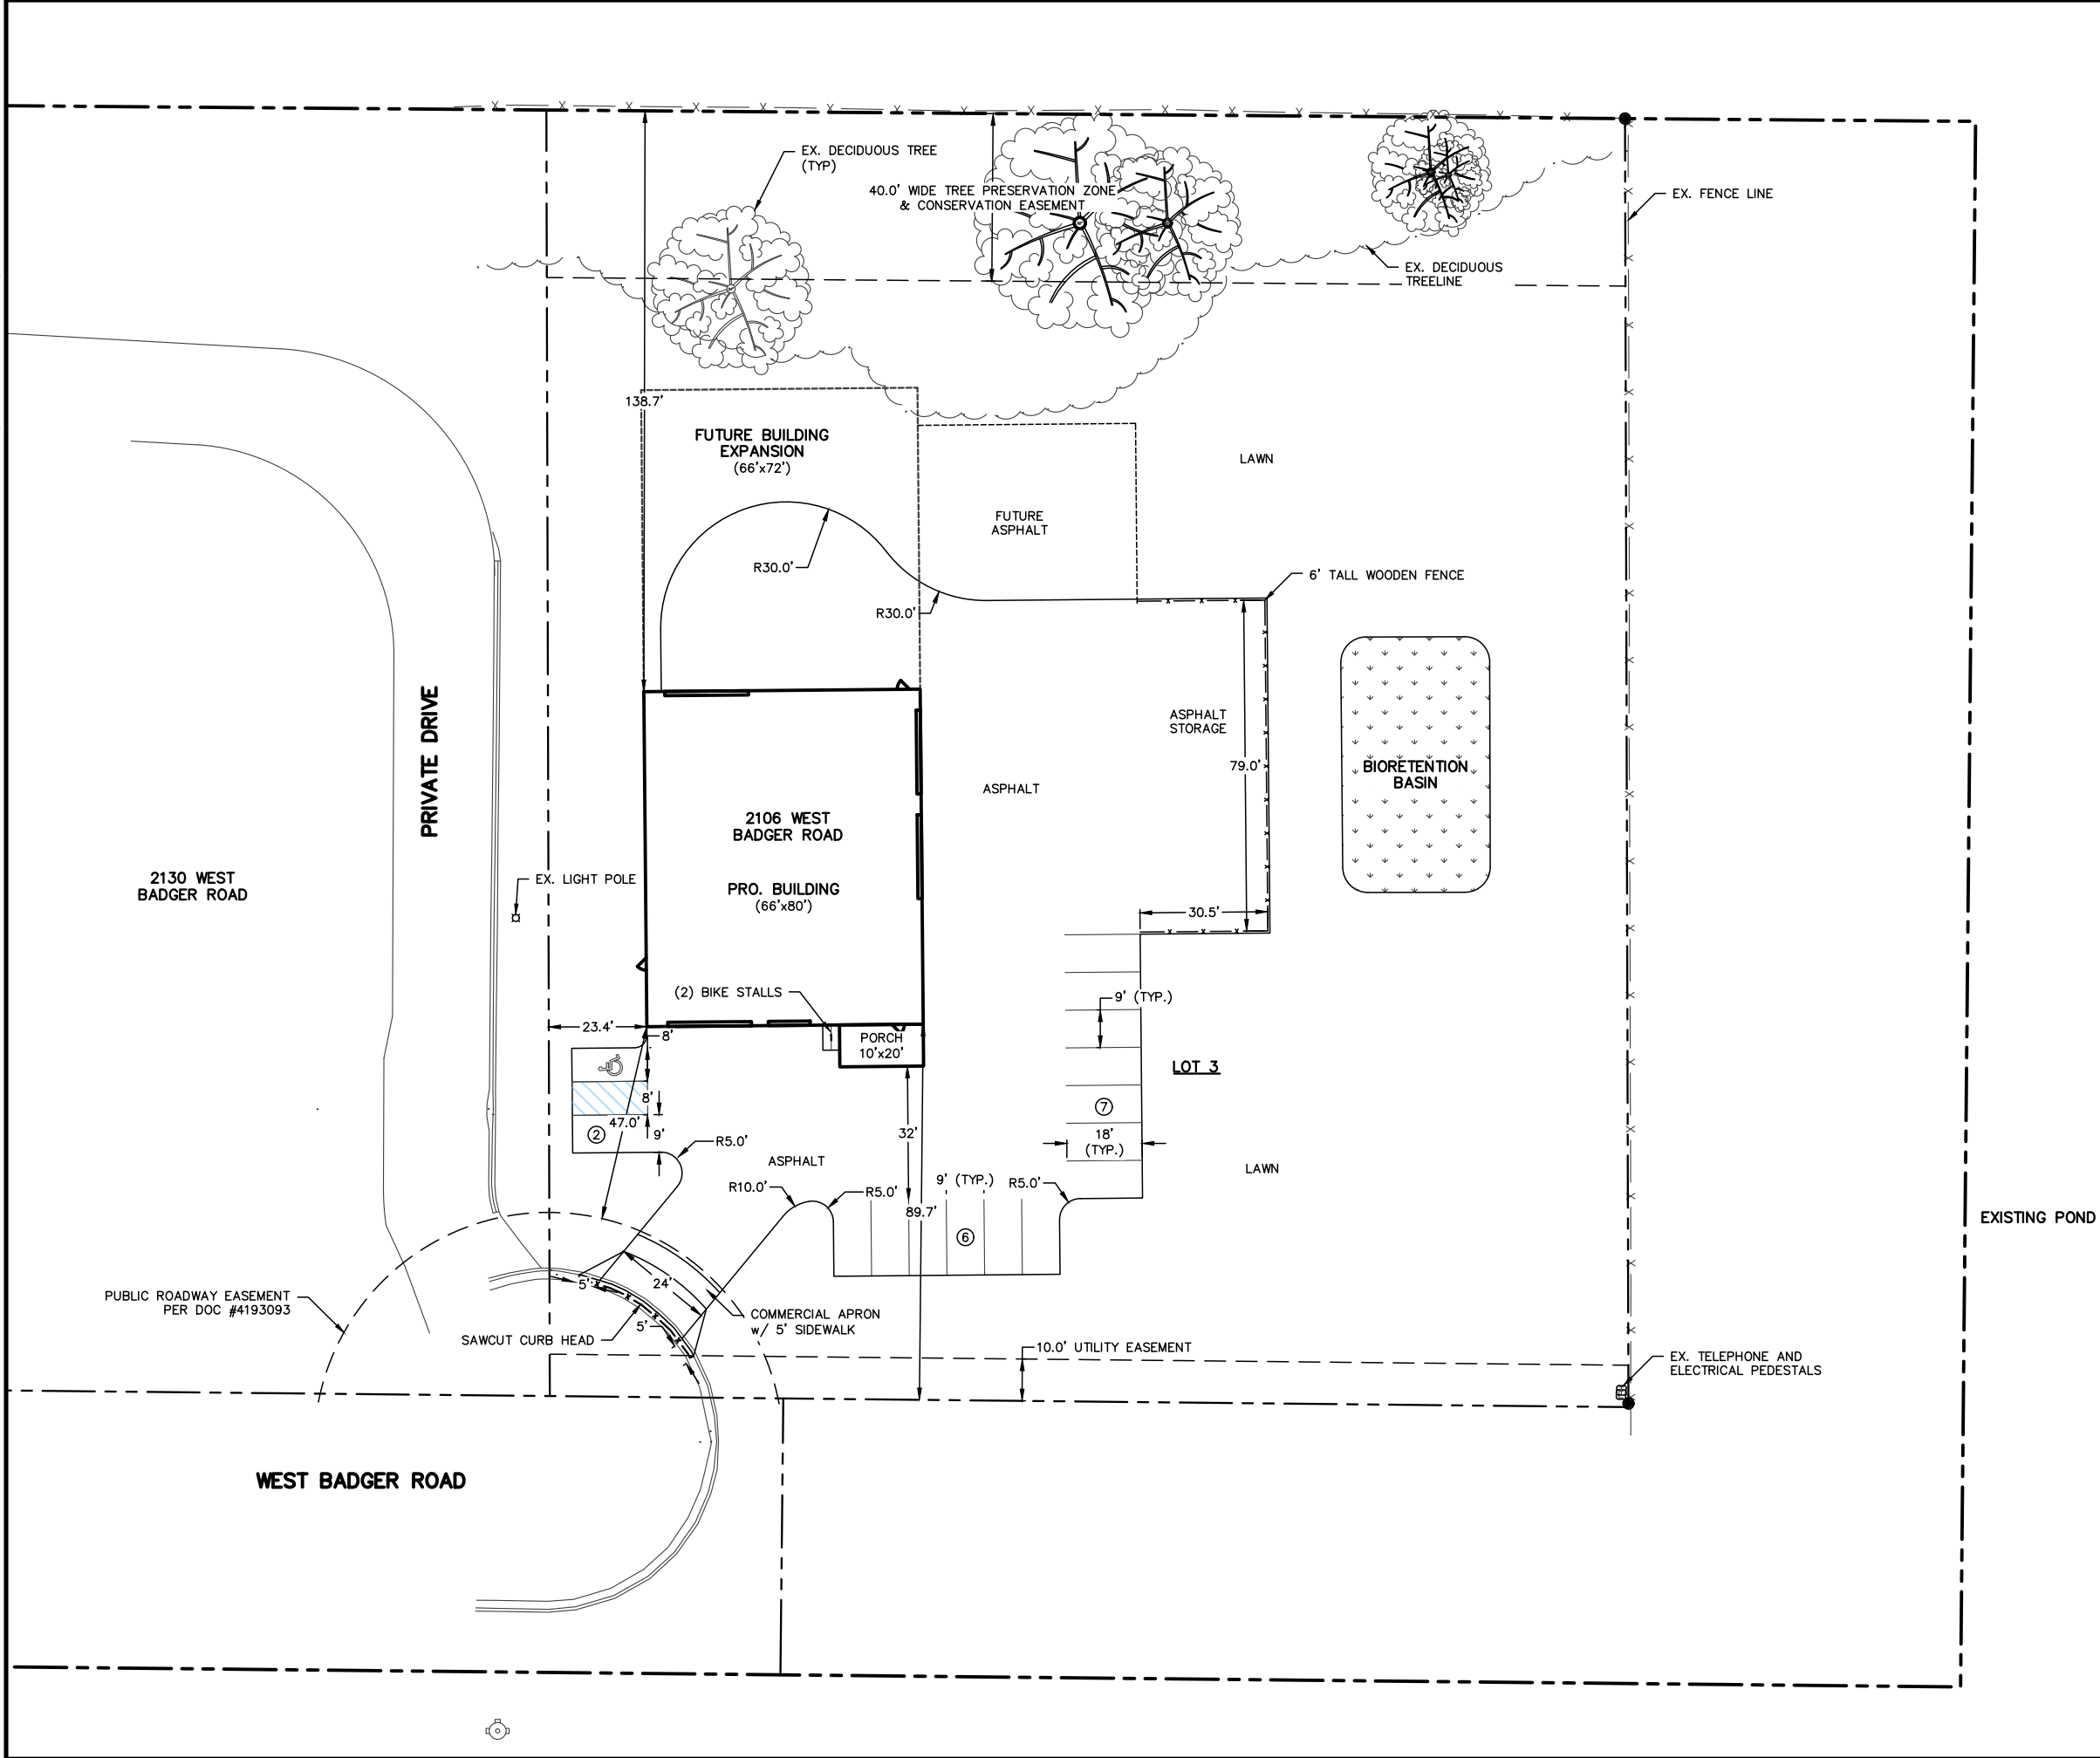 EX. DECIDUOUS TREE
(TYP)
40.0' WIDE TREE PRESERVATION ZONE
& CONSERVATION EASEMENT
EX. FENCE LINE
EX. DECIDUOUS
TREELINE
138.7'
FUTURE BUILDING
EXPANSION
(66'x72')
LAWN
FUTURE
ASPHALT
R30.0'
R30.0'
6' TALL WOODEN FENCE
PRIVATE DRIVE
ASPHALT
STORAGE
79.0'
BIORETENTION
BASIN
ASPHALT
2106 WEST
BADGER ROAD
PRO. BUILDING
(66'x80')
2130 WEST
BADGER ROAD
EX. LIGHT POLE
30.5'
(2) BIKE STALLS
9' (TYP.)
23.4'
8'
PORCH
10'x20'
LOT 3
8'
47.0'
2
9'
R5.0'
32'
7
18'
(TYP.)
ASPHALT
LAWN
R10.0'
R5.0'
9' (TYP.)
R5.0'
89.7'
6
EXISTING POND
5'
24'
PUBLIC ROADWAY EASEMENT
PER DOC #4193093
COMMERCIAL APRON
w/ 5' SIDEWALK
5'
SAWCUT CURB HEAD
10.0' UTILITY EASEMENT
EX. TELEPHONE AND
ELECTRICAL PEDESTALS
WEST BADGER ROAD